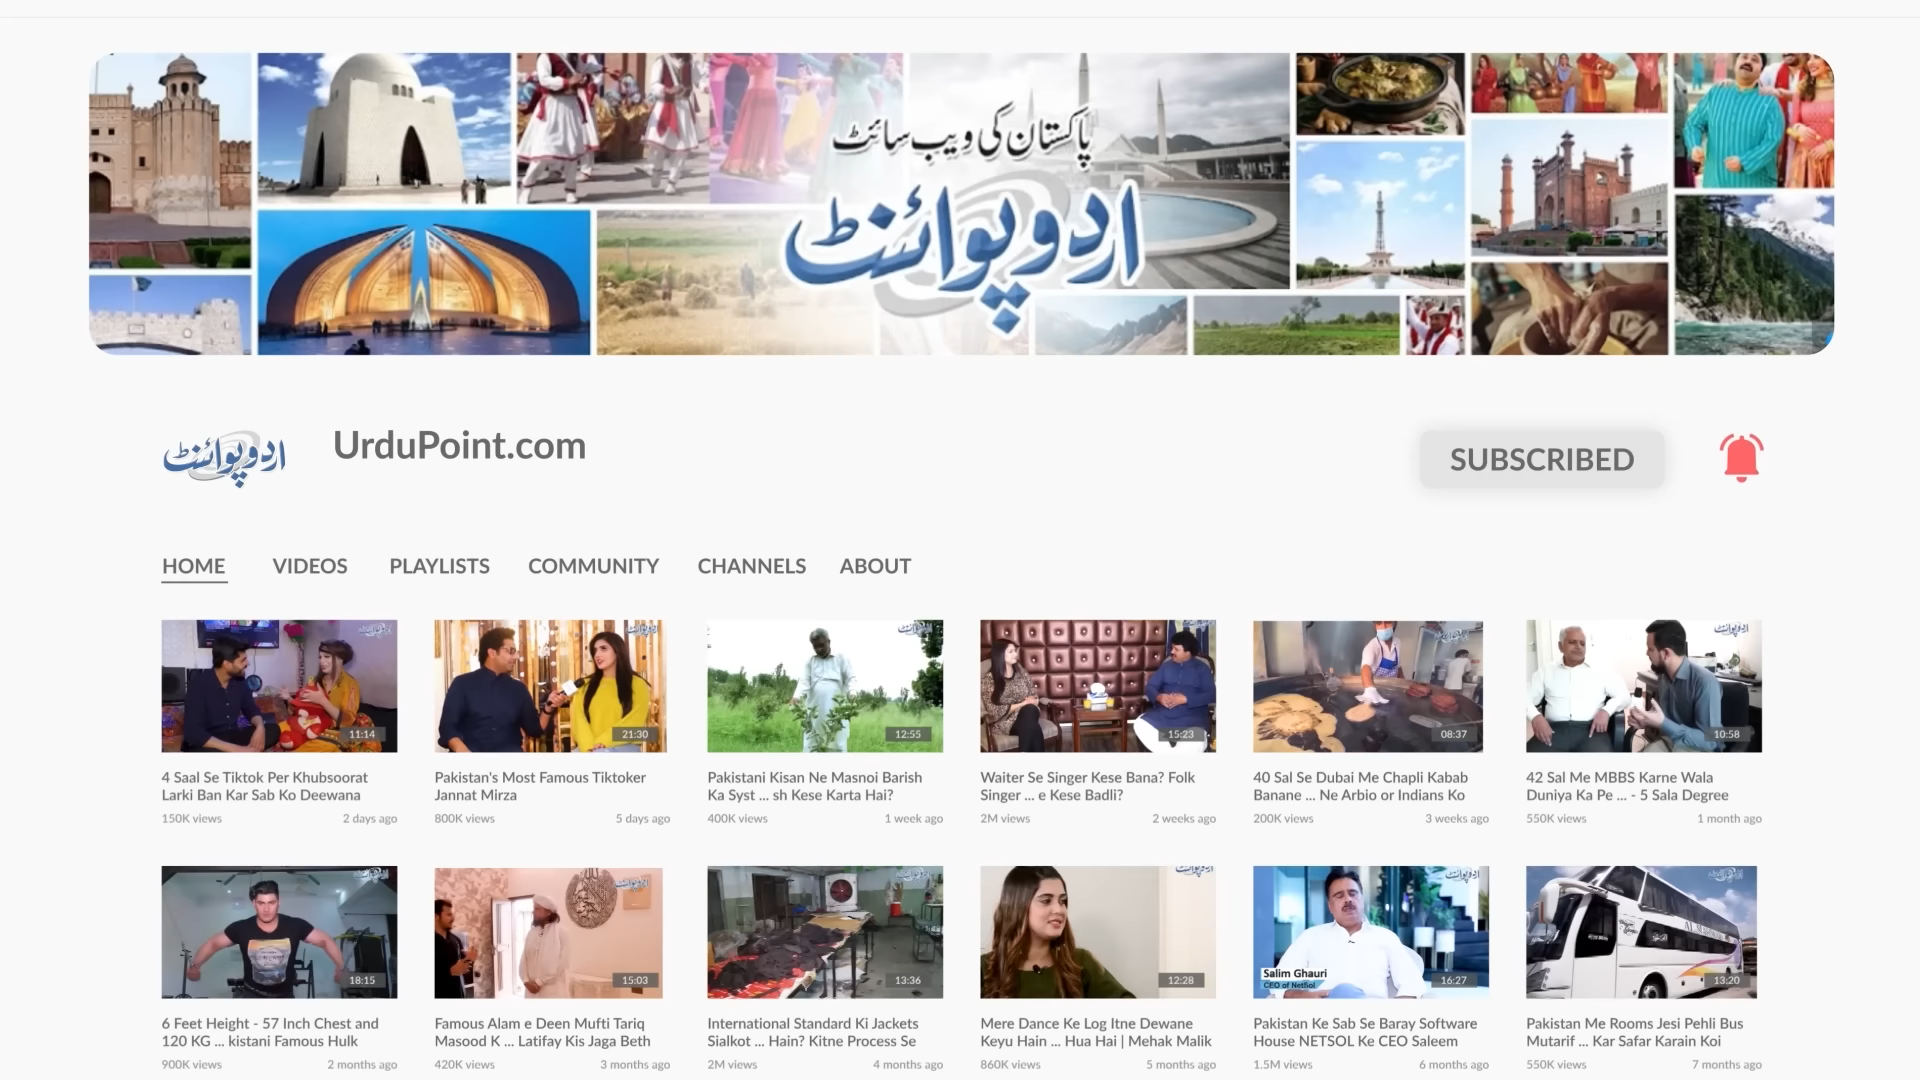 پاکستان کی ویب سائٹ
اردو پوائنٹ
اردو پوائنٹ
UrduPoint.com
SUBSCRIBED
HOME VIDEOS PLAYLISTS COMMUNITY CHANNELS ABOUT
11:14 21:30 12:55 15:23 08:37 10:58
4 Saal Se Tiktok Per Khubsoorat
Larki Ban Kar Sab Ko Deewana
150K views 2 days ago
Pakistan's Most Famous Tiktoker
Jannat Mirza
800K views 5 days ago
Pakistani Kisan Ne Masnoi Barish
Ka Syst ... sh Kese Karta Hai?
400K views 1 week ago
Waiter Se Singer Kese Bana? Folk
Singer ... e Kese Badli?
2M views 2 weeks ago
40 Sal Se Dubai Me Chapli Kabab
Banane ... Ne Arbio or Indians Ko
200K views 3 weeks ago
42 Sal Me MBBS Karne Wala
Duniya Ka Pe ... - 5 Sala Degree
550K views 1 month ago
Salim Ghauri
CEO of NetSol
18:15 15:03 13:36 12:28 16:27 13:20
6 Feet Height - 57 Inch Chest and
120 KG ... kistani Famous Hulk
900K views 2 months ago
Famous Alam e Deen Mufti Tariq
Masood K ... Latifay Kis Jaga Beth
420K views 3 months ago
International Standard Ki Jackets
Sialkot ... Hain? Kitne Process Se
2M views 4 months ago
Mere Dance Ke Log Itne Dewane
Keyu Hain ... Hua Hai | Mehak Malik
860K views 5 months ago
Pakistan Ke Sab Se Baray Software
House NETSOL Ke CEO Saleem
1.5M views 6 months ago
Pakistan Me Rooms Jesi Pehli Bus
Mutarif ... Kar Safar Karain Koi
550K views 7 months ago